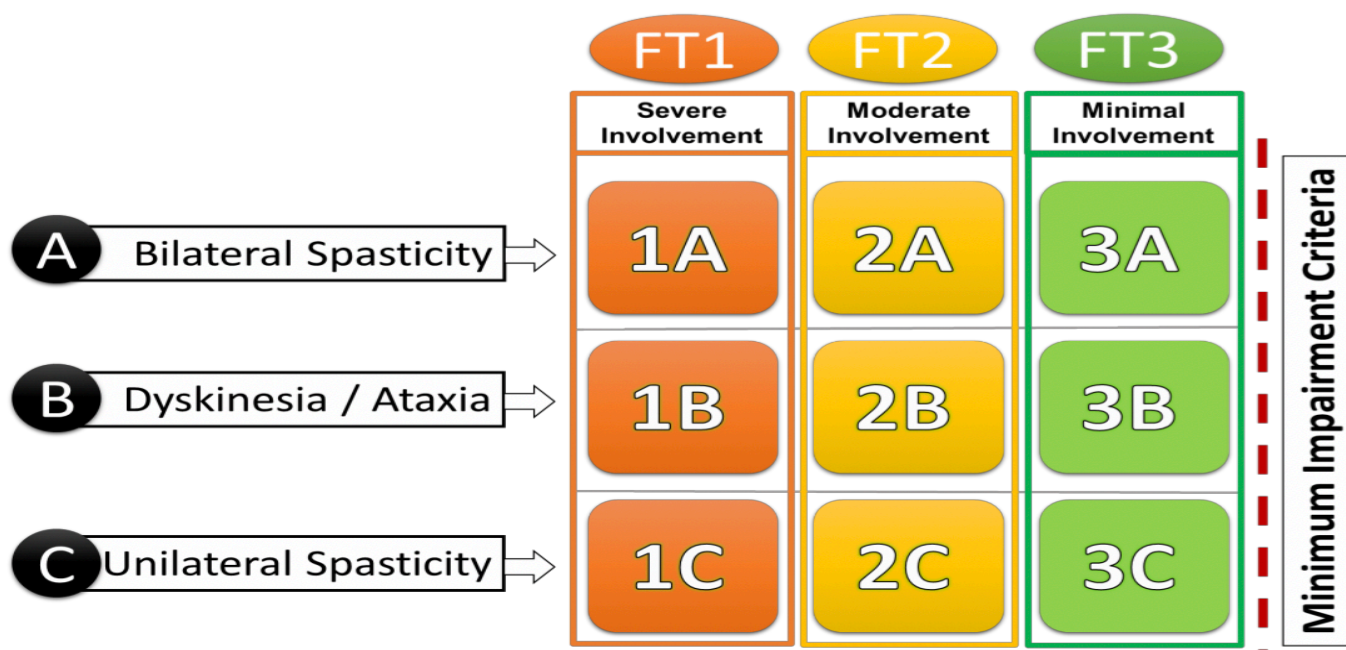 FT1 FT2 FT3
Severe Involvement
Moderate Involvement
Minimal Involvement
A Bilateral Spasticity 1A 2A 3A
B Dyskinesia / Ataxia 1B 2B 3B
C Unilateral Spasticity 1C 2C 3C
Minimum Impairment Criteria